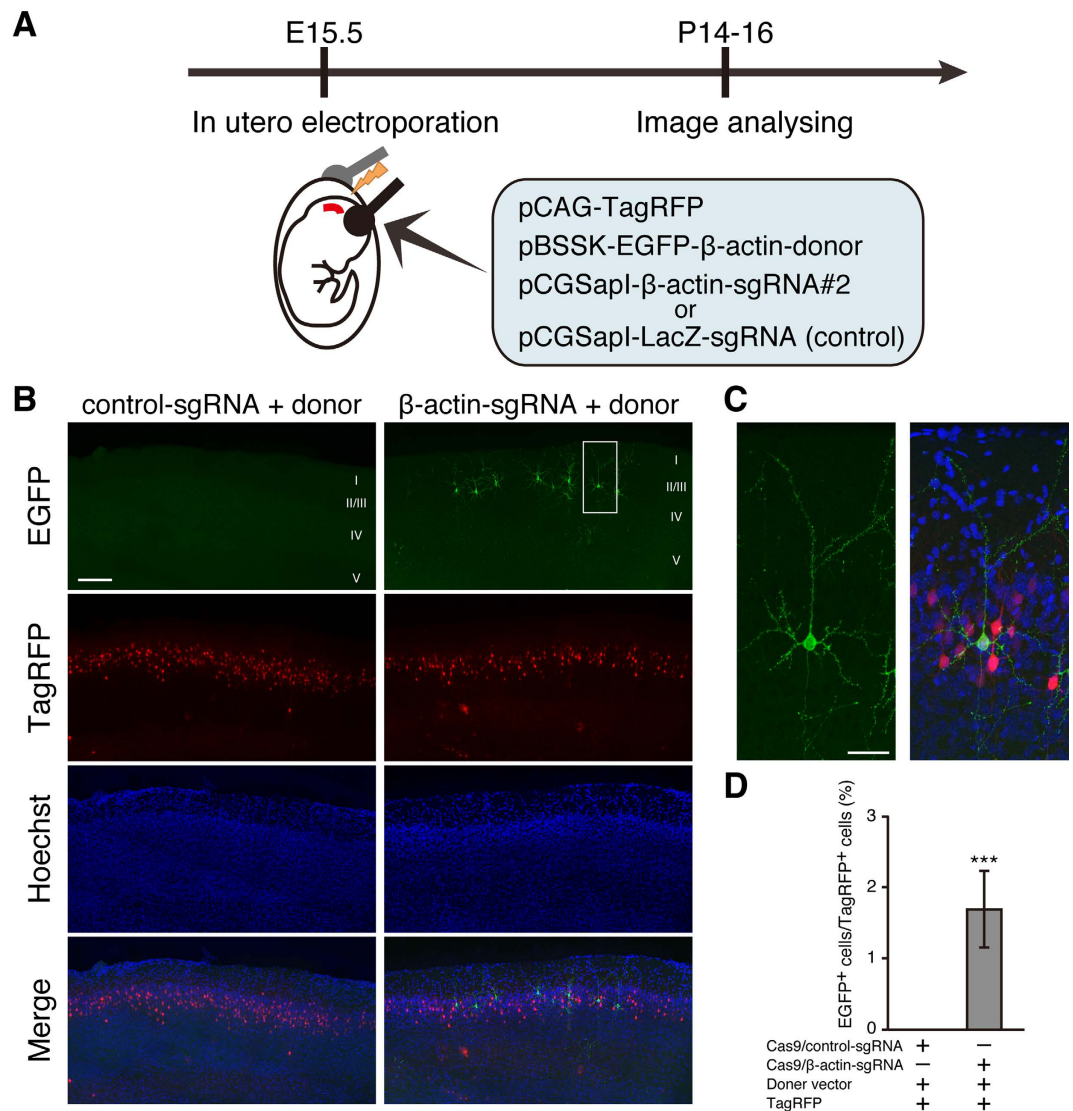 A
E15.5
P14-16
In utero electroporation
Image analysing
pCAG-TagRFP
pBSSK-EGFP-β-actin-donor
pCGSapI-β-actin-sgRNA#2
or
pCGSapI-LacZ-sgRNA (control)
B
control-sgRNA + donor
β-actin-sgRNA + donor
EGFP
I
II/III
IV
V
I
II/III
IV
V
TagRFP
Hoechst
Merge
C
D
EGFP+ cells/TagRFP+ cells (%)
3
2
1
0
***
Cas9/control-sgRNA + −
Cas9/β-actin-sgRNA − +
Doner vector + +
TagRFP + +